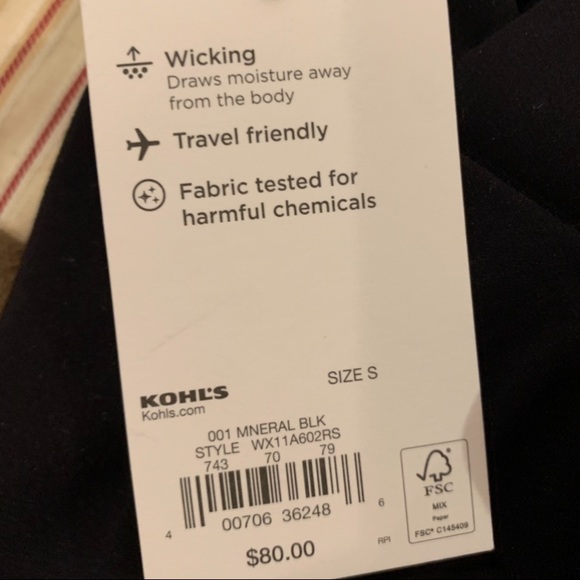 Wicking
Draws moisture away
from the body
Travel friendly
Fabric tested for
harmful chemicals
SIZE S
KOHL'S
Kohls.com
001 MNERAL BLK
STYLE WX11A602RS
743 70 79
4 00706 36248 6
$80.00
RPI
FSC
MIX
Paper
FSC® C145409